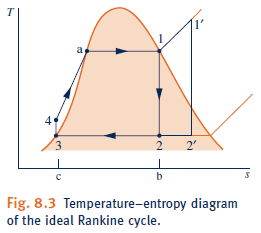 T
1'
1
a
4
3
2
2'
c
b
s
Fig. 8.3 Temperature–entropy diagram
of the ideal Rankine cycle.